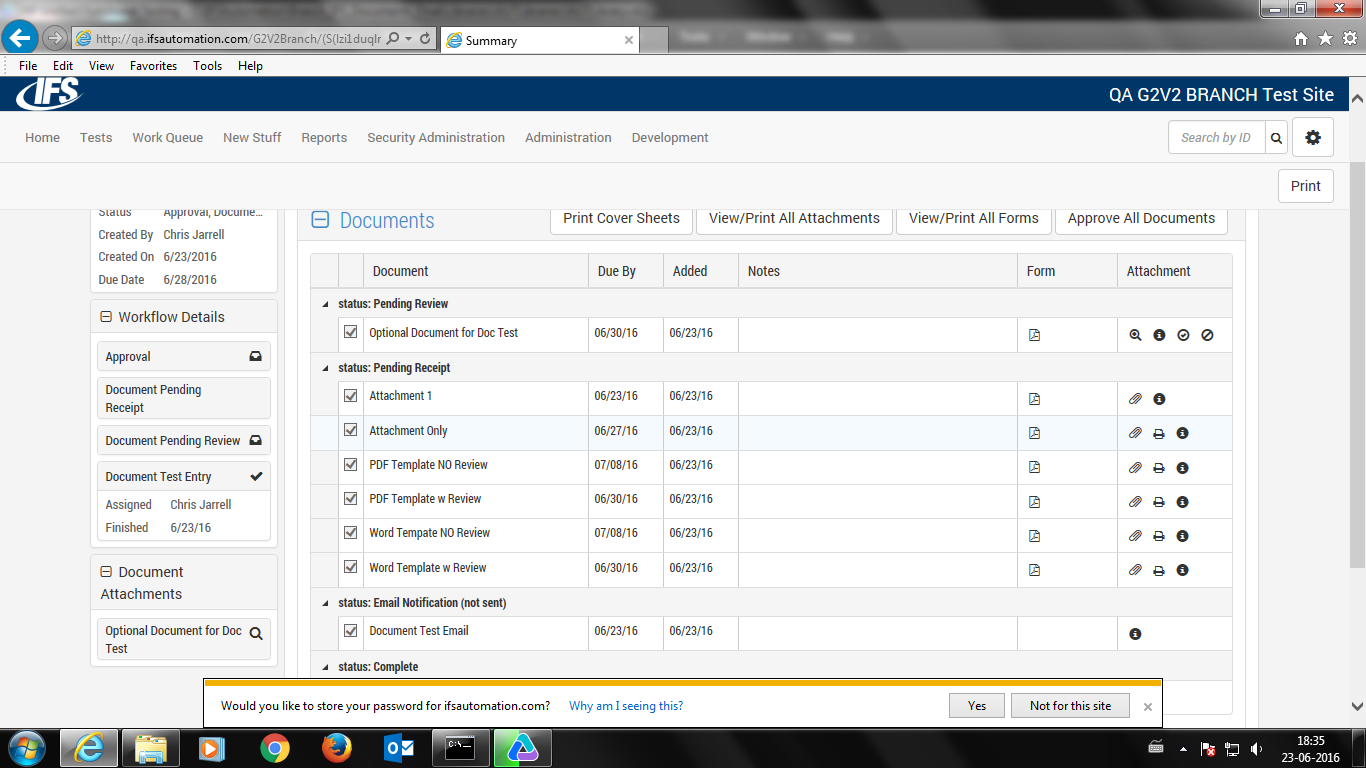 http://qa.ifsautomation.com/G2V2Branch/(S(lzi1duqlr
Summary
File Edit View Favorites Tools Help
IFS
QA G2V2 BRANCH Test Site
Home Tests Work Queue New Stuff Reports Security Administration Administration Development
Search by ID
Print
Status Approval, Docume...
Created By Chris Jarrell
Created On 6/23/2016
Due Date 6/28/2016
Workflow Details
Approval
Document Pending
Receipt
Document Pending Review
Document Test Entry
Assigned Chris Jarrell
Finished 6/23/16
Document
Attachments
Optional Document for Doc
Test
Documents
Print Cover Sheets View/Print All Attachments View/Print All Forms Approve All Documents
Document Due By Added Notes Form Attachment
status: Pending Review
Optional Document for Doc Test 06/30/16 06/23/16
status: Pending Receipt
Attachment 1 06/23/16 06/23/16
Attachment Only 06/27/16 06/23/16
PDF Template NO Review 07/08/16 06/23/16
PDF Template w Review 06/30/16 06/23/16
Word Tempate NO Review 07/08/16 06/23/16
Word Template w Review 06/30/16 06/23/16
status: Email Notification (not sent)
Document Test Email 06/23/16 06/23/16
status: Complete
Would you like to store your password for ifsautomation.com? Why am I seeing this? Yes Not for this site
18:35
23-06-2016